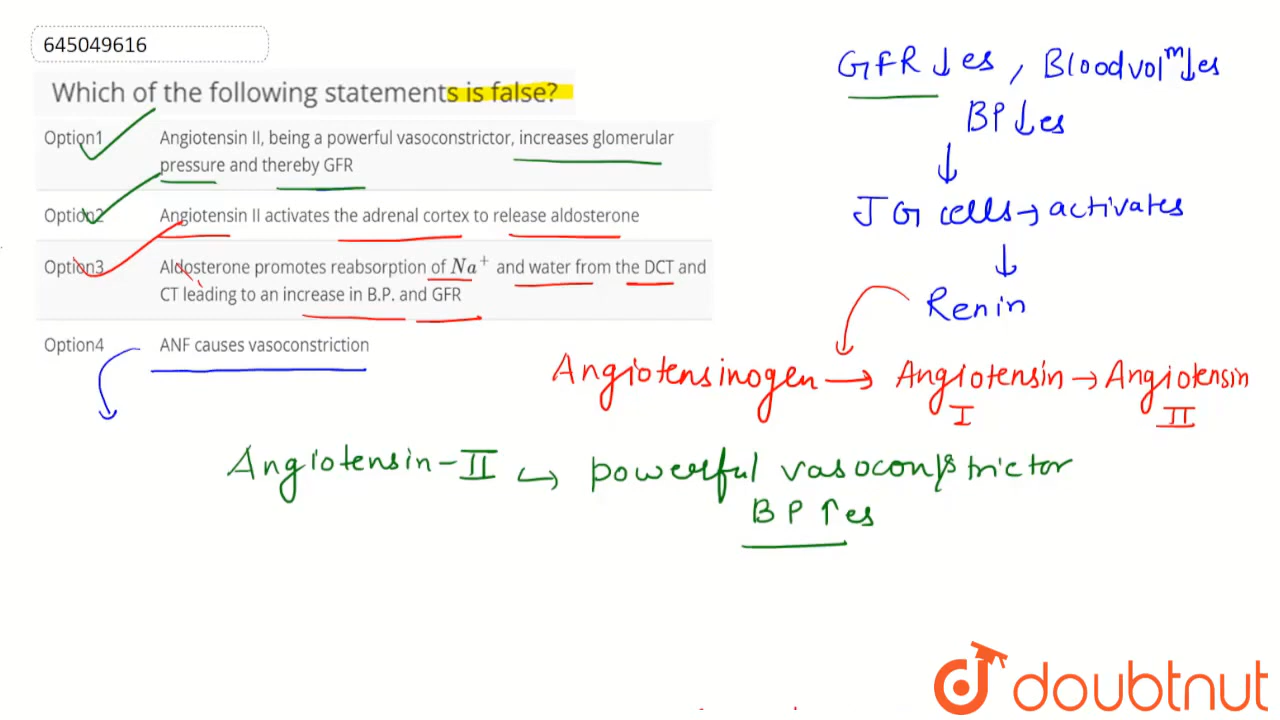 645049616
Which of the following statements is false?
Option1 Angiotensin II, being a powerful vasoconstrictor, increases glomerular
pressure and thereby GFR
Option2 Angiotensin II activates the adrenal cortex to release aldosterone
Option3 Aldosterone promotes reabsorption of Na⁺ and water from the DCT and
CT leading to an increase in B.P. and GFR
Option4 ANF causes vasoconstriction
GFR ↓es, Blood volᵐ ↓es
BP ↓es
↓
JG cells → activates
↓
Renin
Angiotensinogen → Angiotensin I → Angiotensin II
Angiotensin-II ↪ powerful vasoconstrictor
BP ↑es
doubtnut